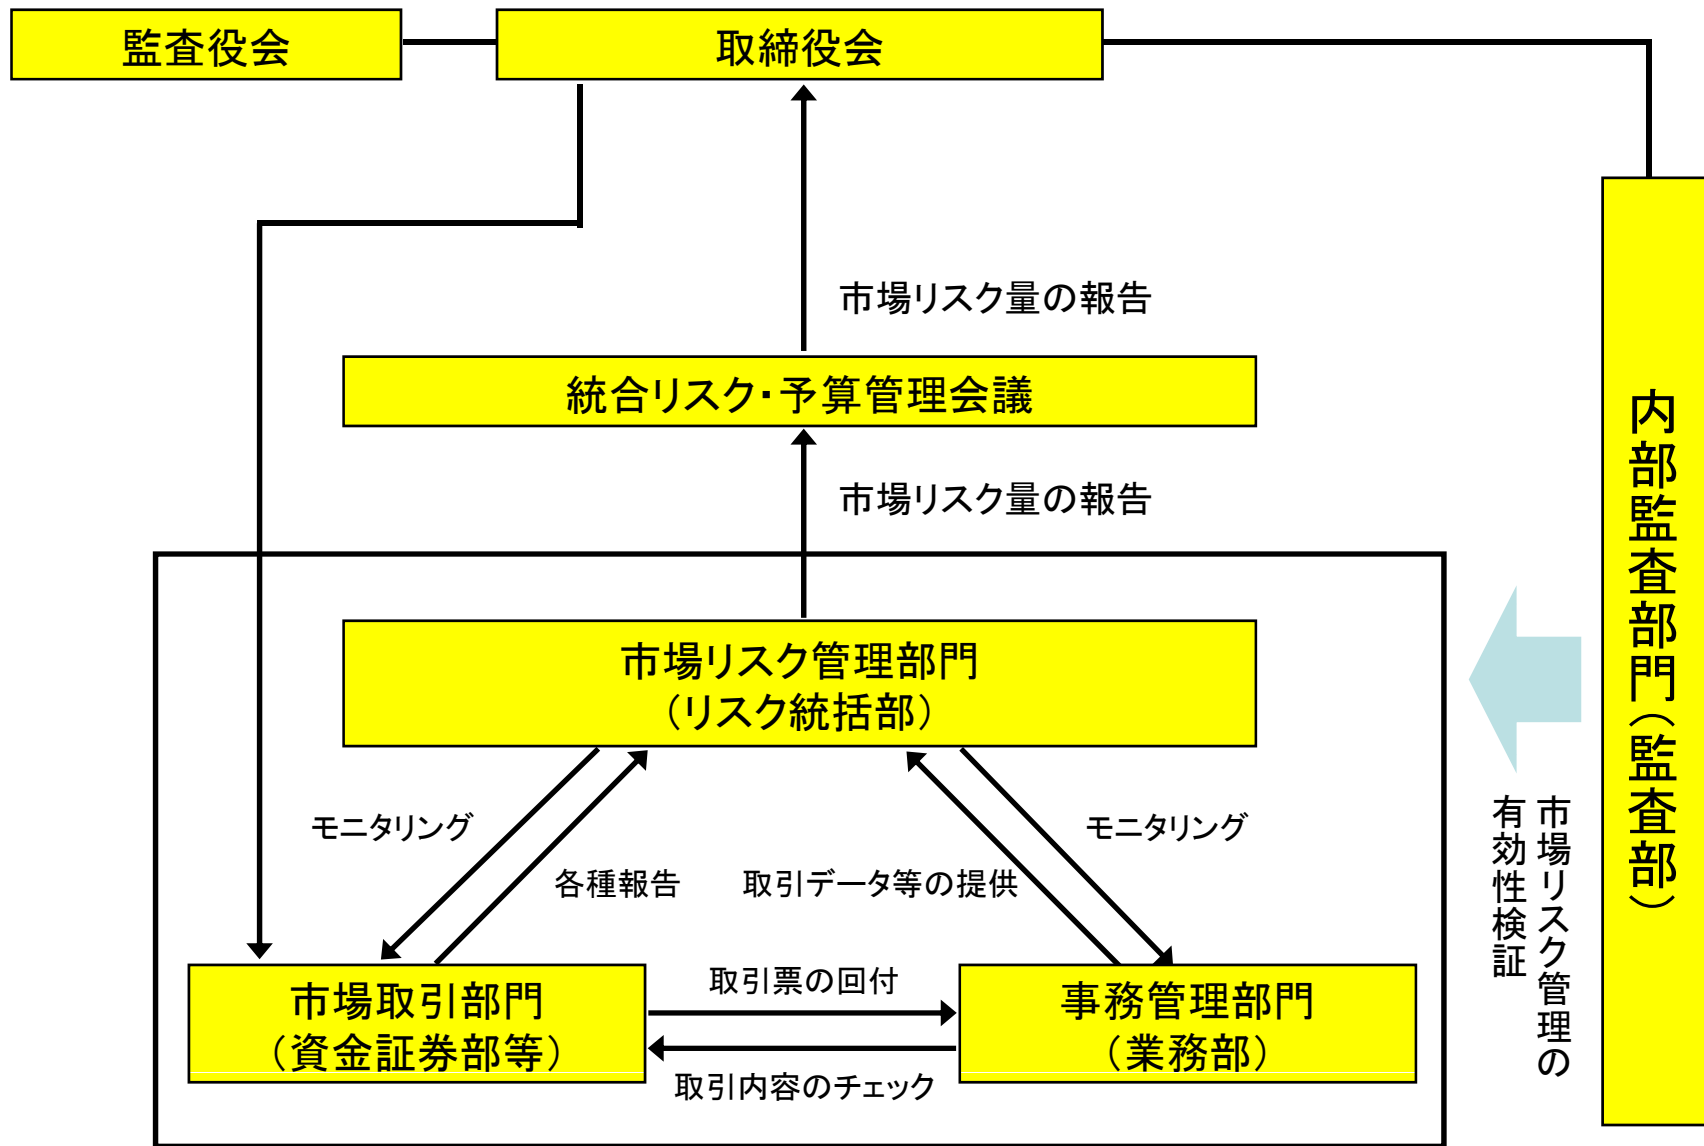 監査役会
取締役会
市場リスク量の報告
統合リスク・予算管理会議
市場リスク量の報告
市場リスク管理部門
（リスク統括部）
モニタリング
各種報告
取引データ等の提供
モニタリング
市場取引部門
（資金証券部等）
取引票の回付
取引内容のチェック
事務管理部門
（業務部）
市場リスク管理の
有効性検証
内部監査部門（監査部）